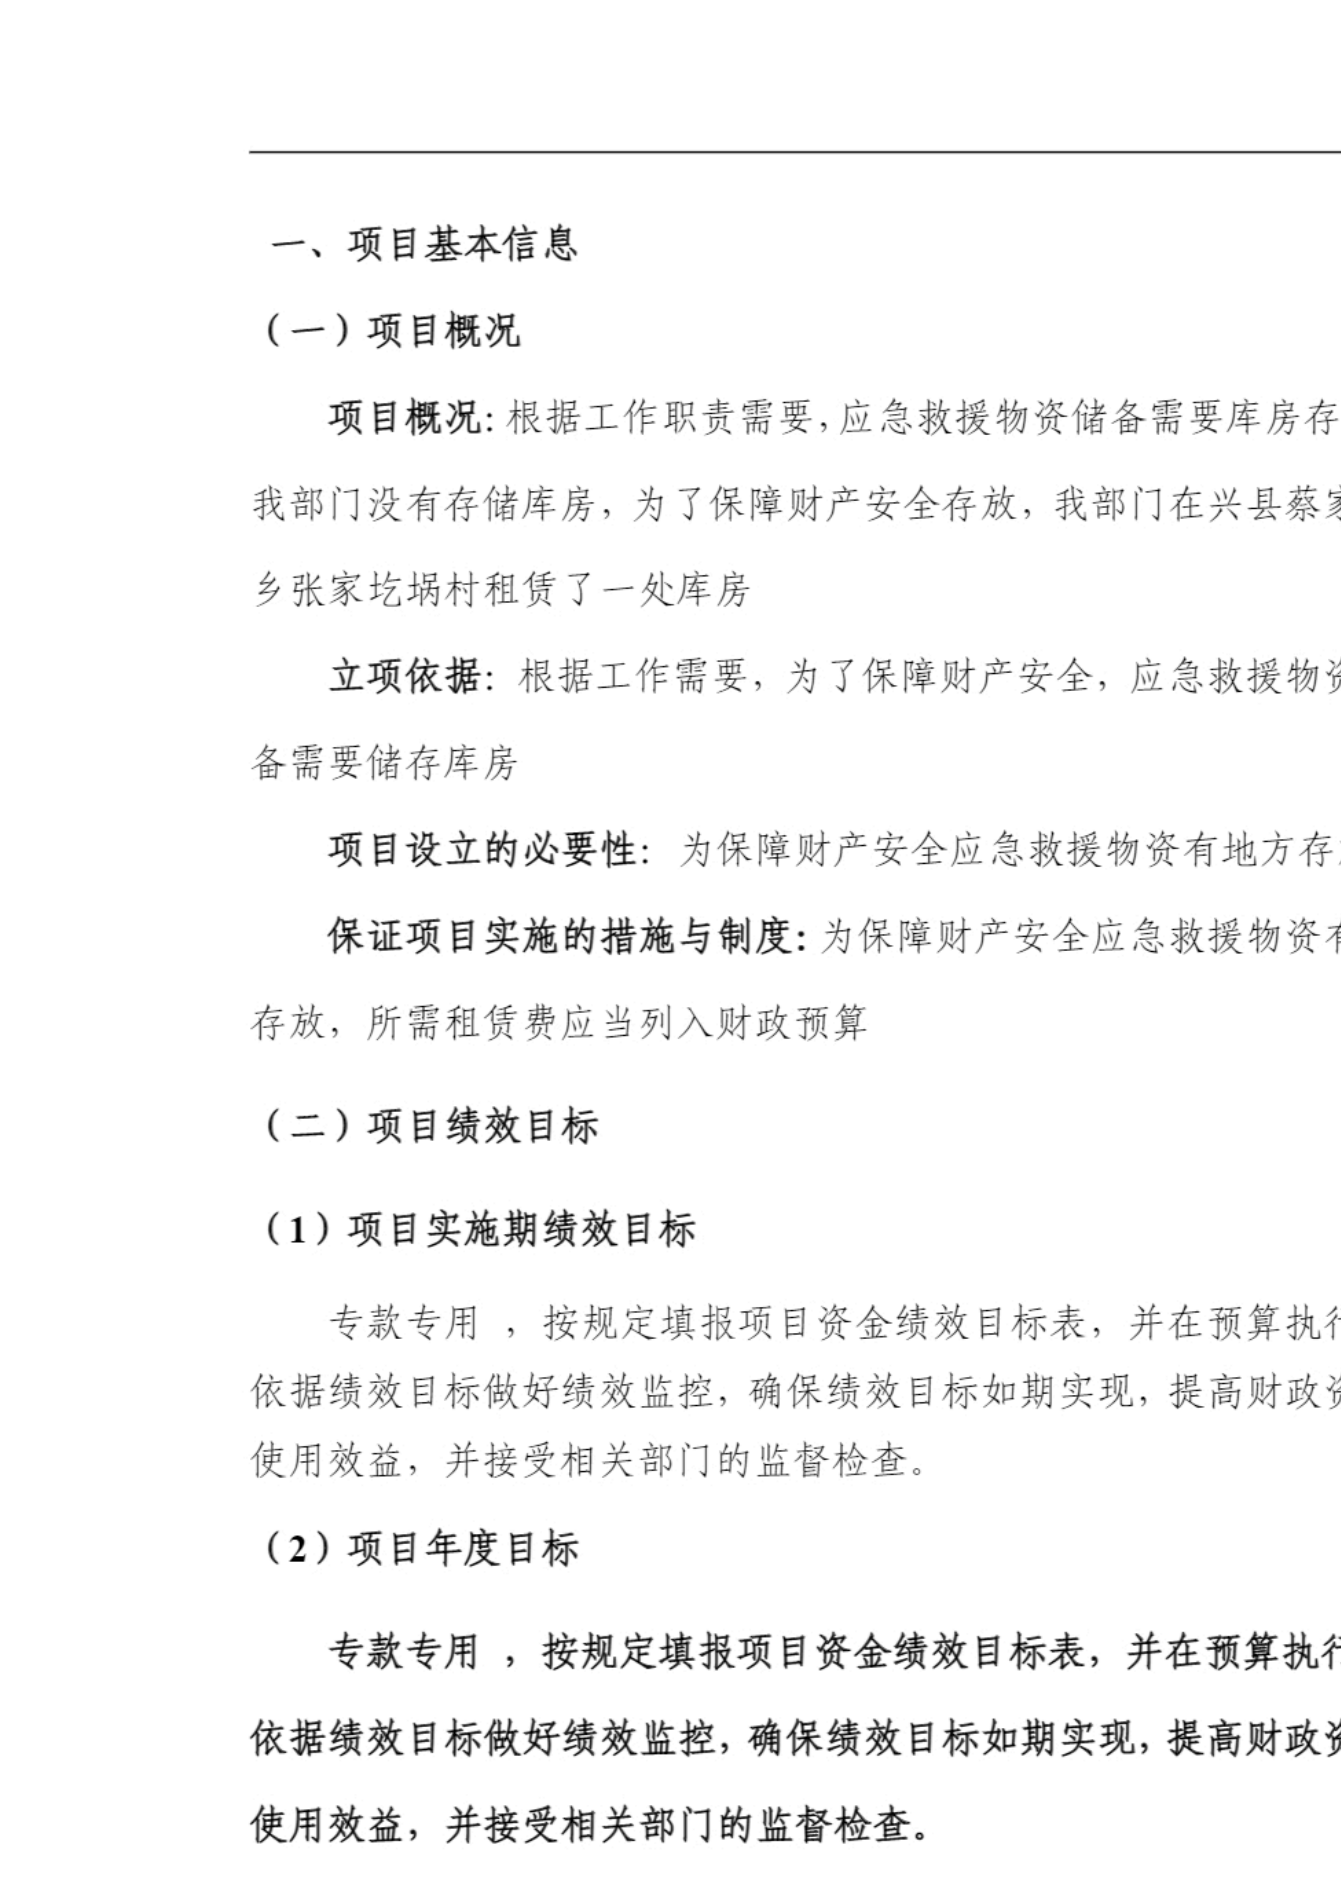 一、项目基本信息
（一）项目概况
项目概况：根据工作职责需要，应急救援物资储备需要库房存
我部门没有存储库房，为了保障财产安全存放，我部门在兴县蔡家
乡张家圪埚村租赁了一处库房
立项依据：根据工作需要，为了保障财产安全，应急救援物资
备需要储存库房
项目设立的必要性：为保障财产安全应急救援物资有地方存
保证项目实施的措施与制度：为保障财产安全应急救援物资有
存放，所需租赁费应当列入财政预算
（二）项目绩效目标
（1）项目实施期绩效目标
专款专用 ，按规定填报项目资金绩效目标表，并在预算执行
依据绩效目标做好绩效监控，确保绩效目标如期实现，提高财政资
使用效益，并接受相关部门的监督检查。
（2）项目年度目标
专款专用 ，按规定填报项目资金绩效目标表，并在预算执行
依据绩效目标做好绩效监控，确保绩效目标如期实现，提高财政资
使用效益，并接受相关部门的监督检查。